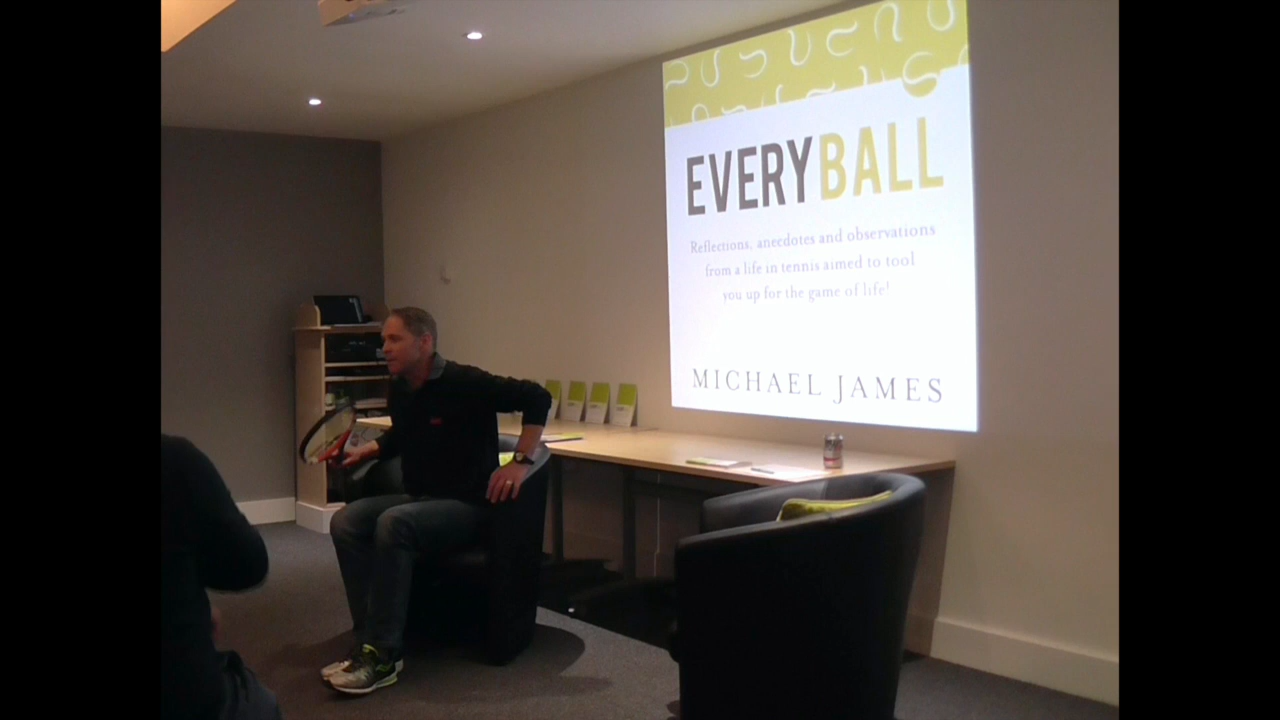 EVERYBALL
Reflections, anecdotes and observations
from a life in tennis aimed to tool
you up for the game of life!
MICHAEL JAMES